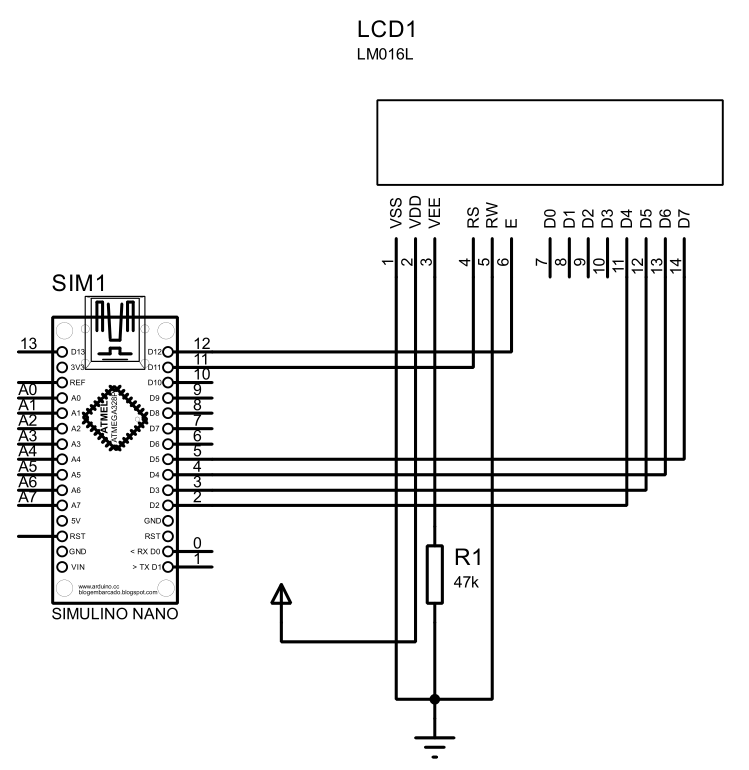 LCD1
LM016L
VSS VDD VEE RS RW E D0 D1 D2 D3 D4 D5 D6 D7
1 2 3 4 5 6 7 8 9 10 11 12 13 14
SIM1
13 D13 D12 12
3V3 D11 11
REF D10 10
A0 A0 D9 9
A1 A1 D8 8
A2 A2 D7 7
A3 A3 D6 6
A4 A4 D5 5
A5 A5 D4 4
A6 A6 D3 3
A7 A7 D2 2
5V GND
RST RST
GND < RX D0 0
VIN > TX D1 1
ATMEL
ATMEGA328P
www.arduino.cc
blogembarcado.blogspot.com
SIMULINO NANO
R1
47k